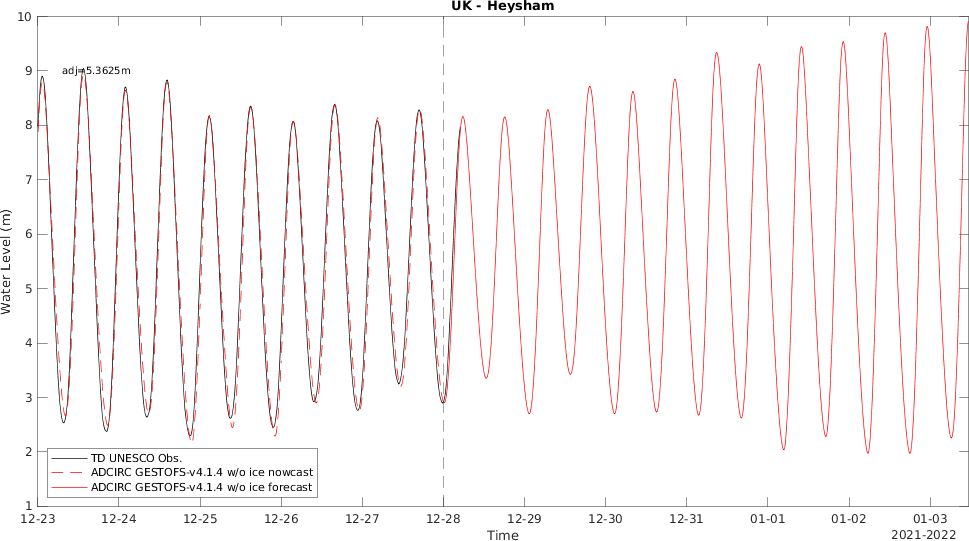 UK - Heysham
10
9
8
7
6
5
4
3
2
1
Water Level (m)
adj=5.3625m
TD UNESCO Obs.
ADCIRC GESTOFS-v4.1.4 w/o ice nowcast
ADCIRC GESTOFS-v4.1.4 w/o ice forecast
12-23 12-24 12-25 12-26 12-27 12-28 12-29 12-30 12-31 01-01 01-02 01-03
Time
2021-2022